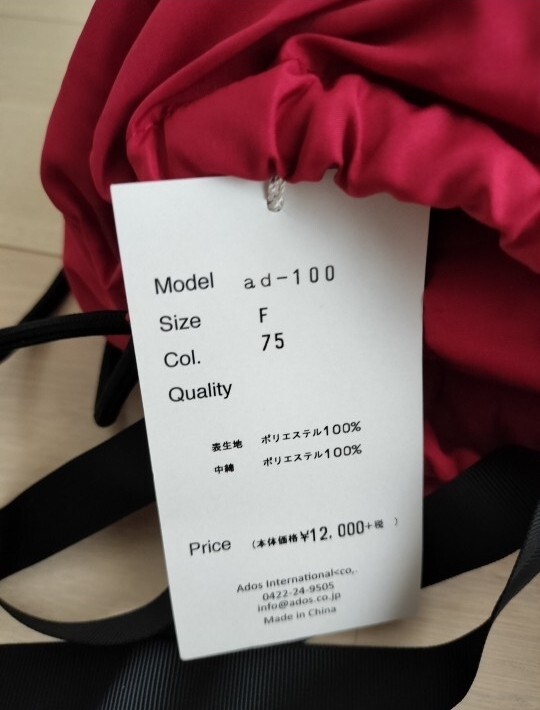 Model ad-100
Size F
Col. 75
Quality
表生地 ポリエステル100%
中綿 ポリエステル100%
Price (本体価格¥12,000+税 )
Ados International<co,.
0422-24-9505
info@ados.co.jp
Made in China